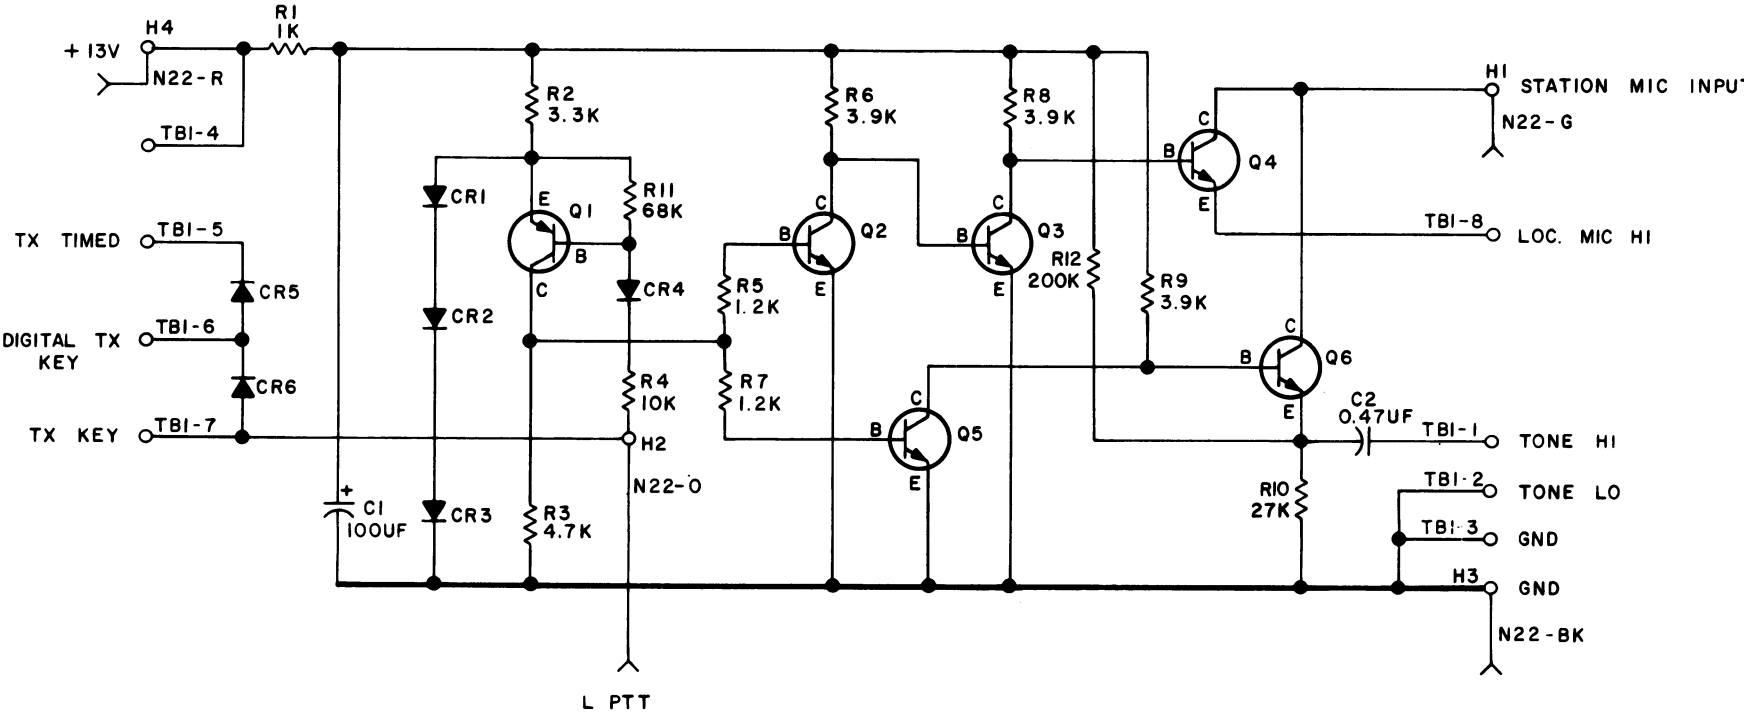 R1
1K
H4
+13V
N22-R
TB1-4
R2
3.3K
R6
3.9K
R8
3.9K
H1
STATION MIC INPUT
N22-G
C
B
Q4
E
CR1
E
Q1
R11
68K
B
C
TX TIMED
TB1-5
C
B
Q2
E
C
B
Q3
E
TB1-8
LOC. MIC HI
R12
200K
R9
3.9K
CR5
CR2
CR4
R5
1.2K
TB1-6
DIGITAL TX
KEY
CR6
R4
10K
R7
1.2K
C
B
Q6
E
C2
0.47UF
TX KEY
TB1-7
H2
C
B
Q5
E
TB1-1
TONE HI
N22-O
TB1-2
TONE LO
R10
27K
+
C1
100UF
CR3
R3
4.7K
TB1-3
GND
H3
GND
N22-BK
L PTT